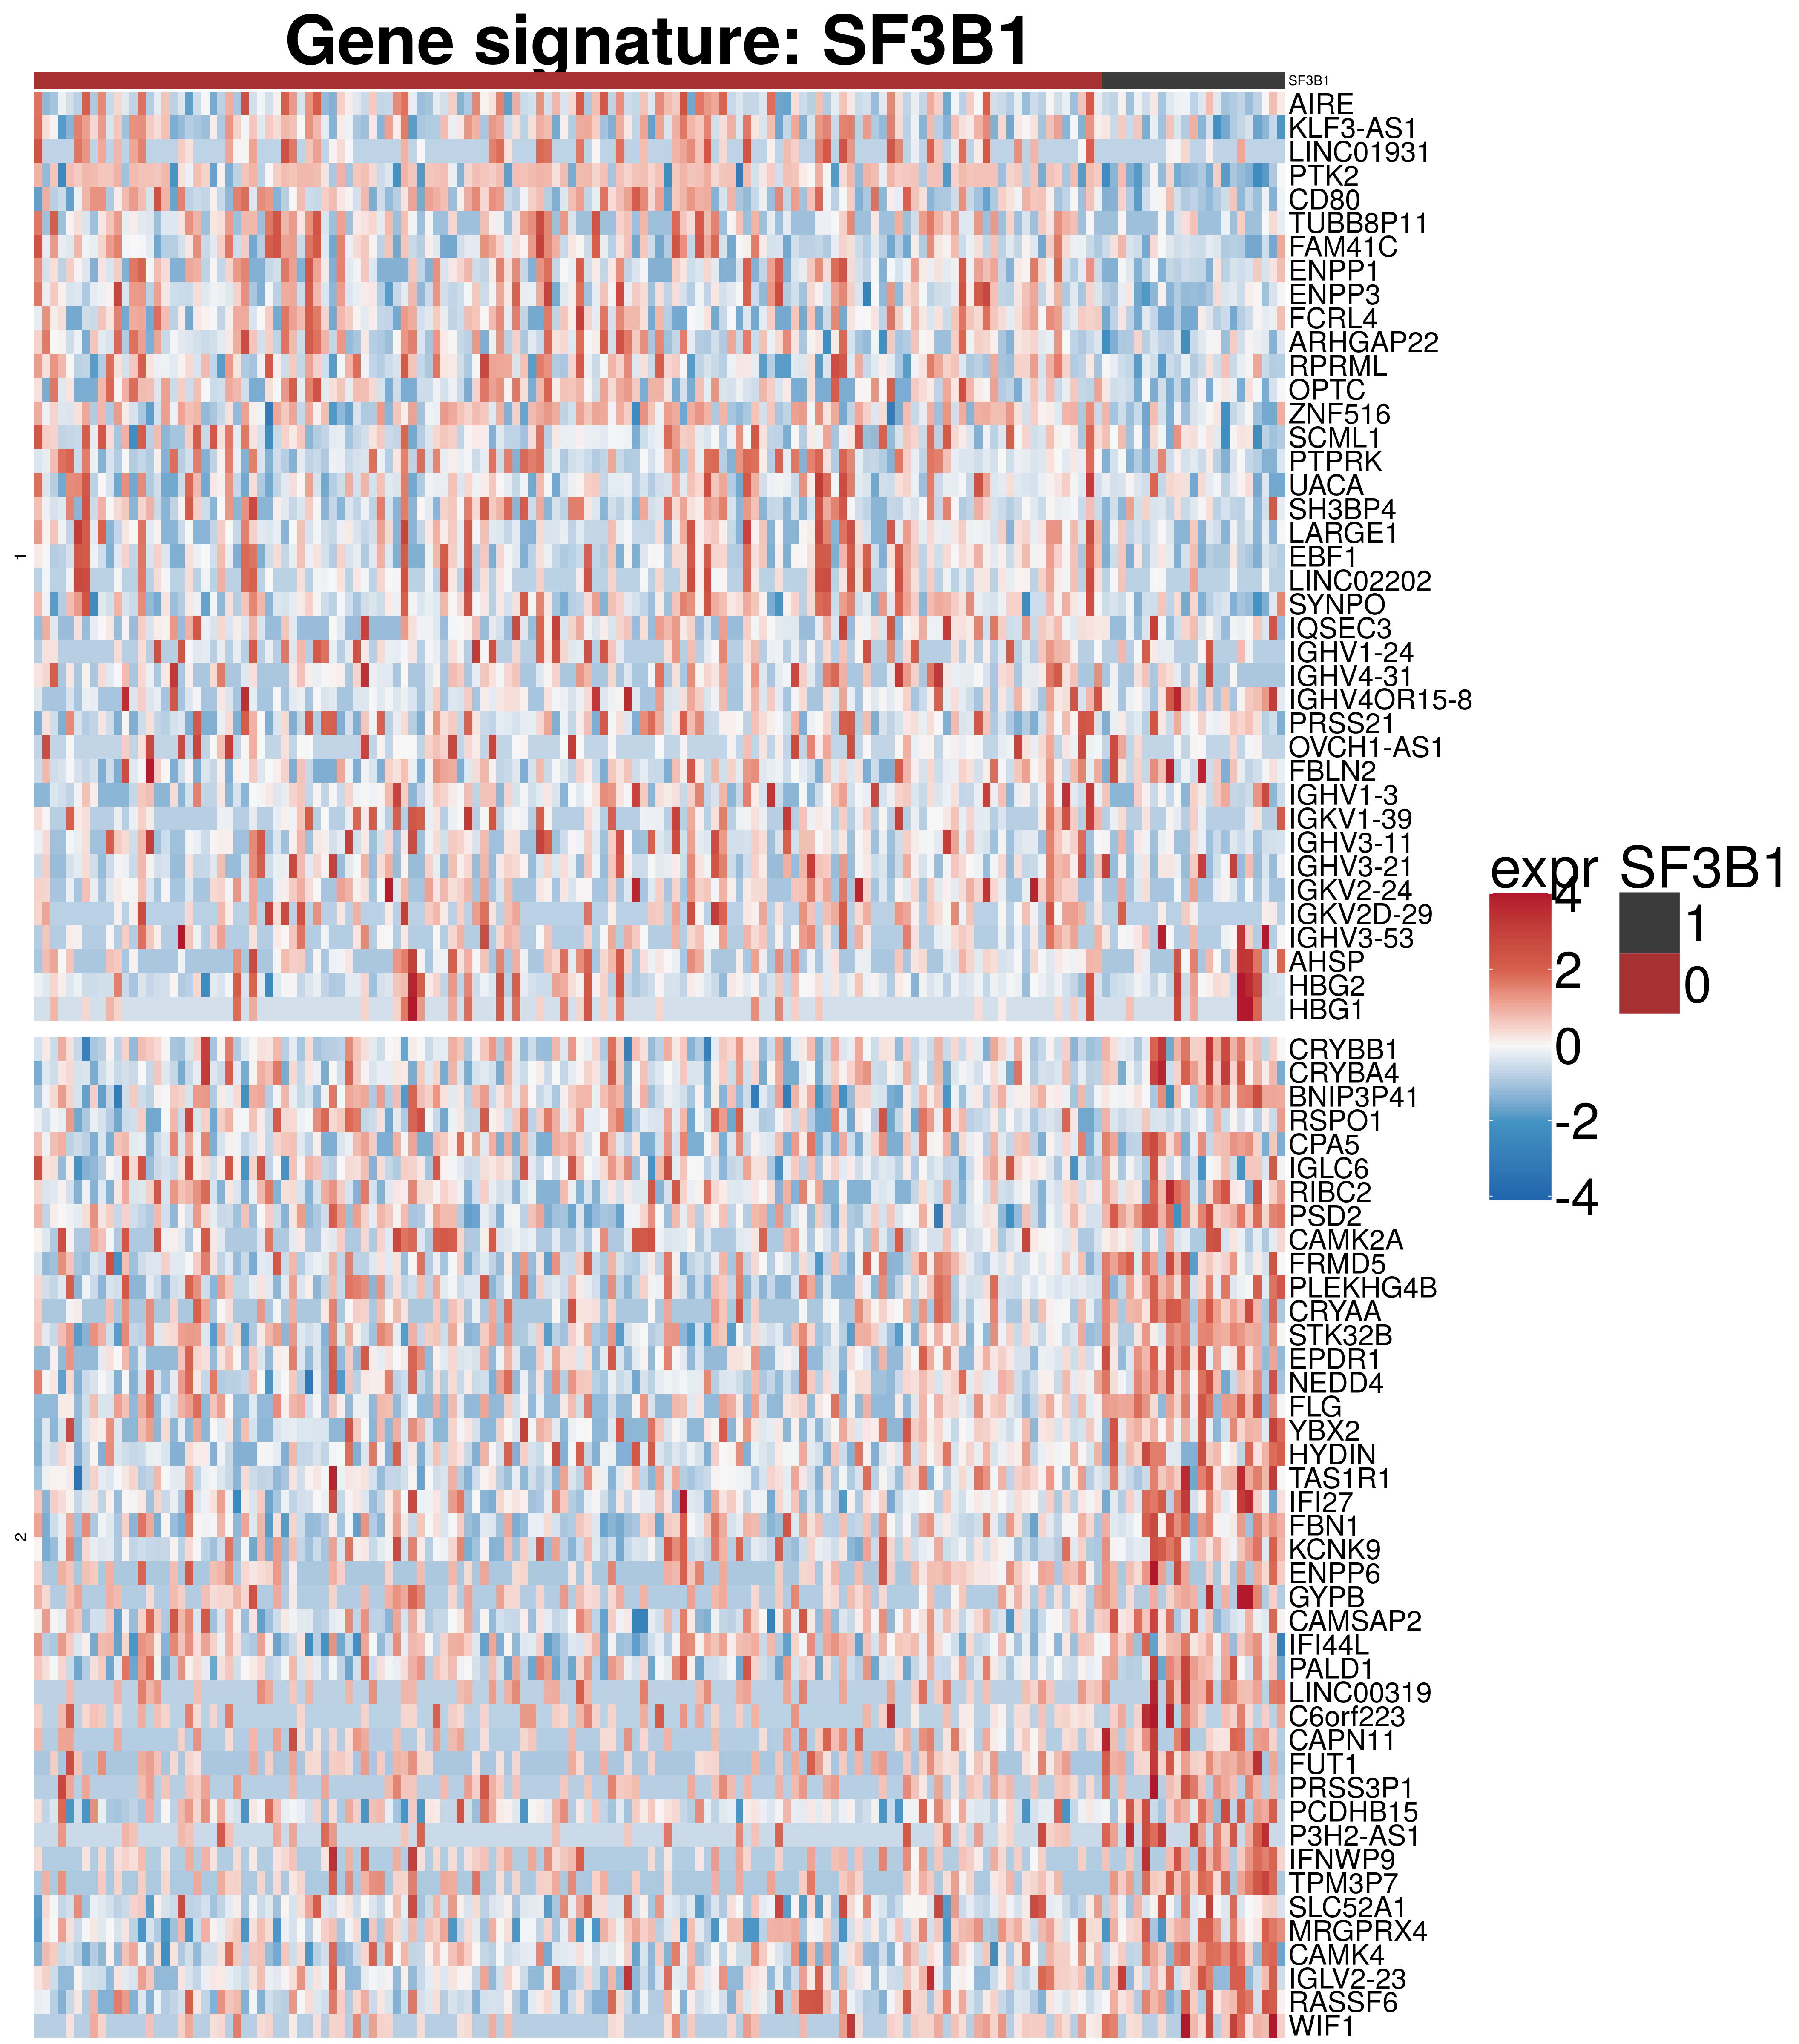 Gene signature: SF3B1
SF3B1
AIRE
KLF3-AS1
LINC01931
PTK2
CD80
TUBB8P11
FAM41C
ENPP1
ENPP3
FCRL4
ARHGAP22
RPRML
OPTC
ZNF516
SCML1
PTPRK
UACA
SH3BP4
LARGE1
EBF1
LINC02202
SYNPO
IQSEC3
IGHV1-24
IGHV4-31
IGHV4OR15-8
PRSS21
OVCH1-AS1
FBLN2
IGHV1-3
IGKV1-39
IGHV3-11
IGHV3-21
IGKV2-24
IGKV2D-29
IGHV3-53
AHSP
HBG2
HBG1
1
CRYBB1
CRYBA4
BNIP3P41
RSPO1
CPA5
IGLC6
RIBC2
PSD2
CAMK2A
FRMD5
PLEKHG4B
CRYAA
STK32B
EPDR1
NEDD4
FLG
YBX2
HYDIN
TAS1R1
IFI27
FBN1
KCNK9
ENPP6
GYPB
CAMSAP2
IFI44L
PALD1
LINC00319
C6orf223
CAPN11
FUT1
PRSS3P1
PCDHB15
P3H2-AS1
IFNWP9
TPM3P7
SLC52A1
MRGPRX4
CAMK4
IGLV2-23
RASSF6
WIF1
2
expr
4
2
0
-2
-4
SF3B1
1
0